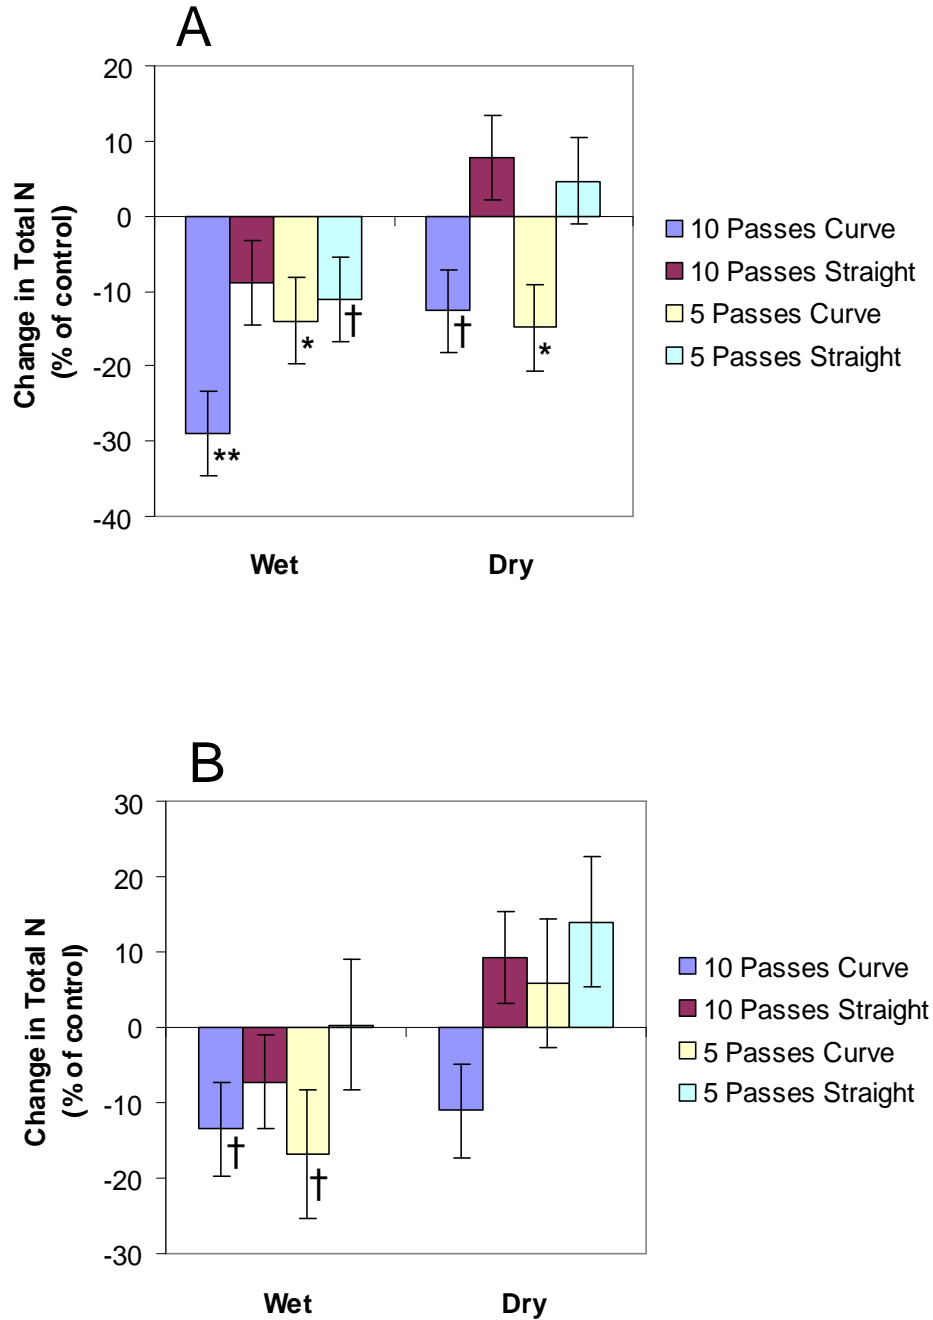 A
20
10
0
-10
-20
-30
-40
Change in Total N
(% of control)
**
*
†
†
*
Wet
Dry
10 Passes Curve
10 Passes Straight
5 Passes Curve
5 Passes Straight
B
30
20
10
0
-10
-20
-30
Change in Total N
(% of control)
†
†
Wet
Dry
10 Passes Curve
10 Passes Straight
5 Passes Curve
5 Passes Straight